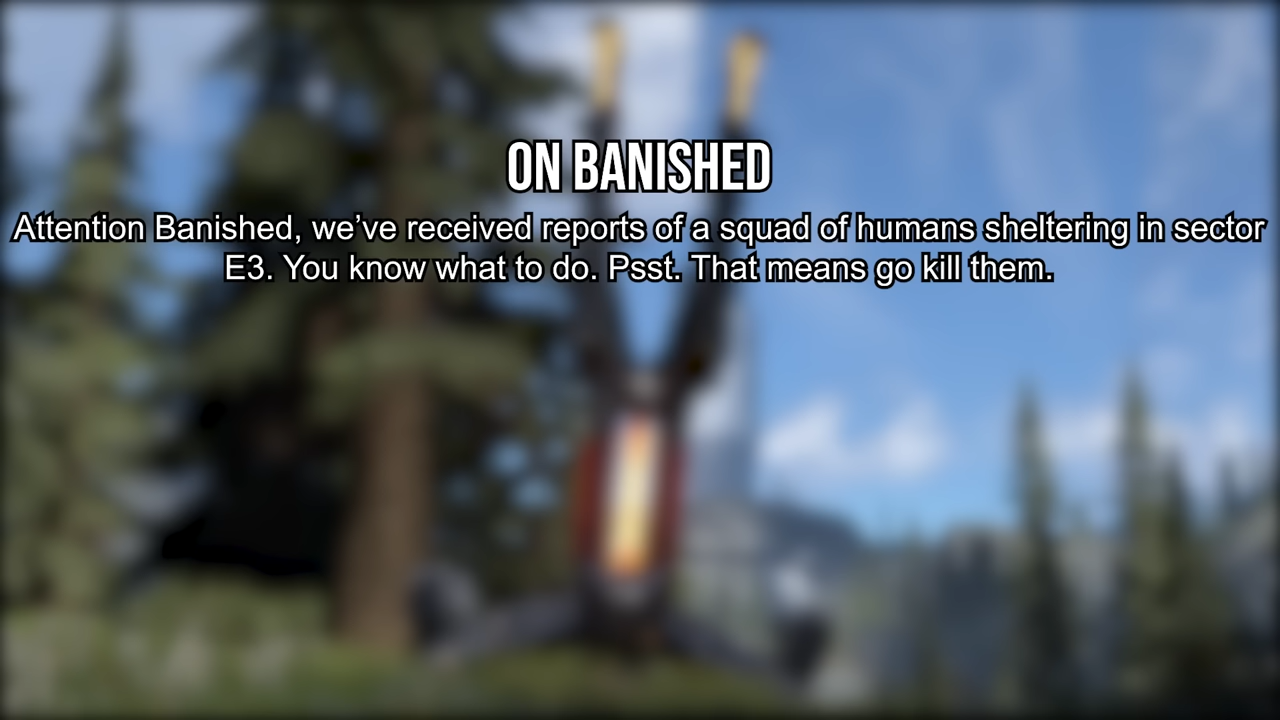 ON BANISHED
Attention Banished, we’ve received reports of a squad of humans sheltering in sector
E3. You know what to do. Psst. That means go kill them.